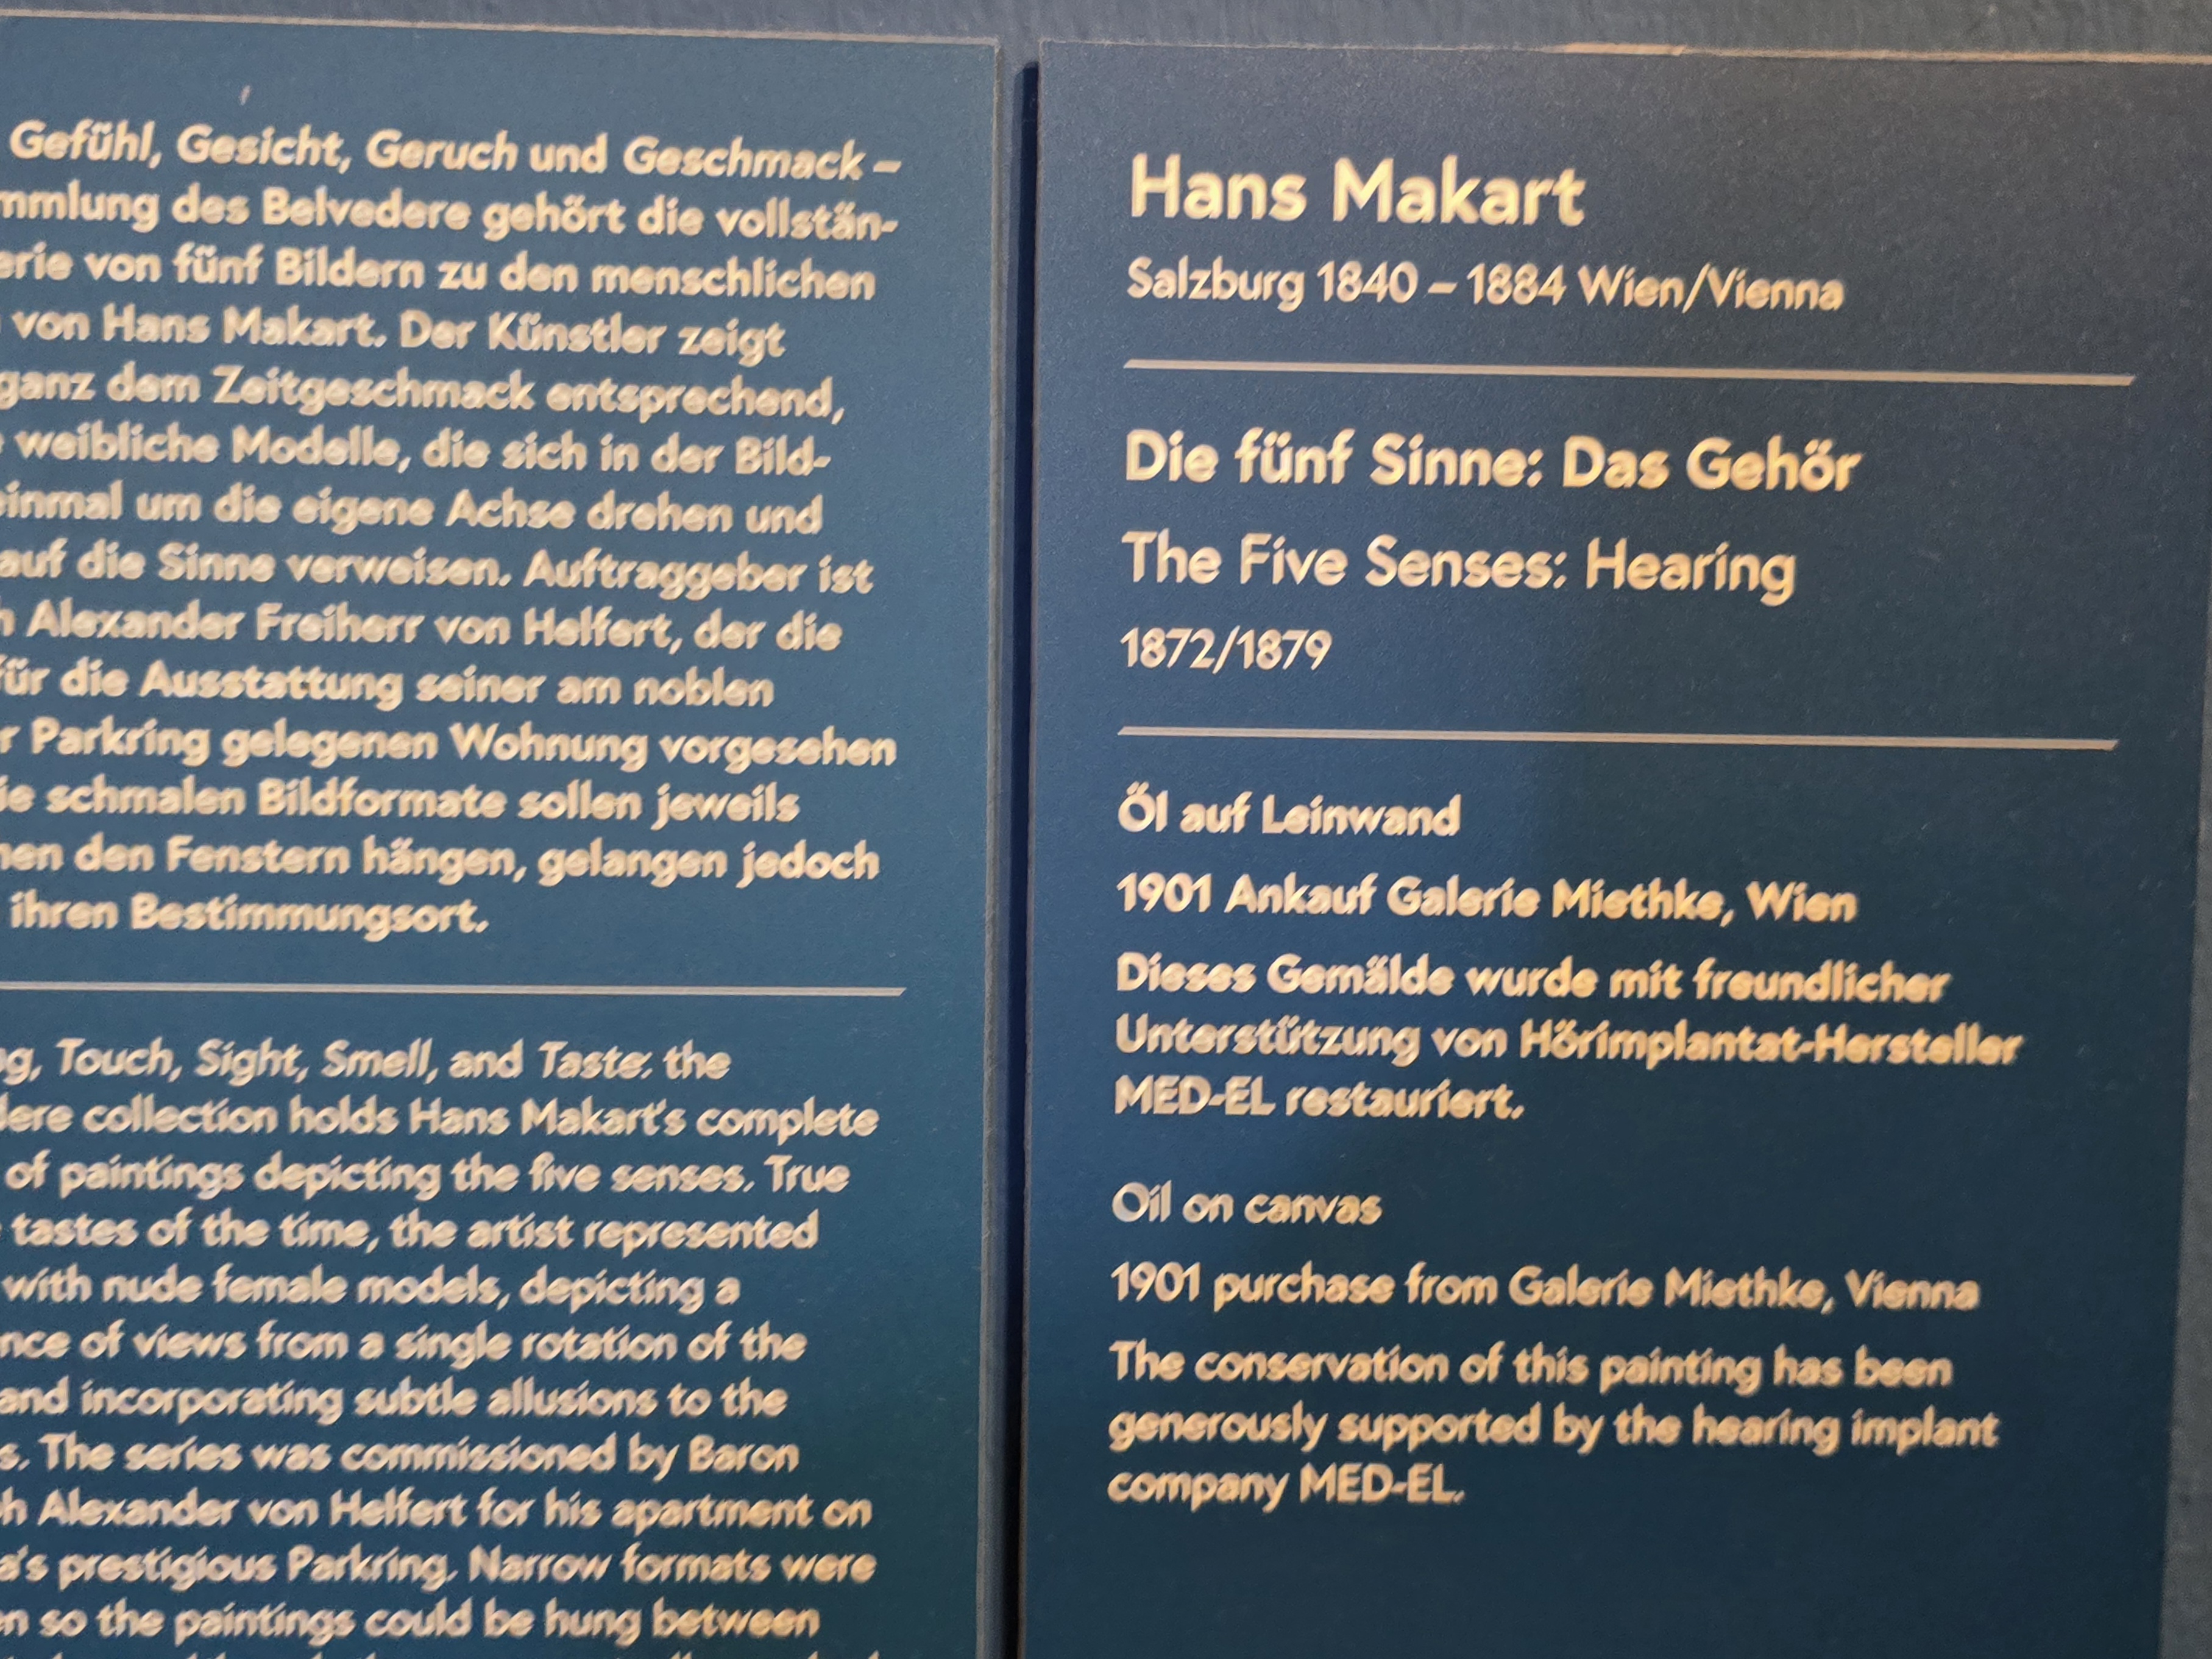 Gefühl, Gesicht, Geruch und Geschmack –
mmlung des Belvedere gehört die vollstän-
erie von fünf Bildern zu den menschlichen
von Hans Makart. Der Künstler zeigt
ganz dem Zeitgeschmack entsprechend,
weibliche Modelle, die sich in der Bild-
einmal um die eigene Achse drehen und
auf die Sinne verweisen. Auftraggeber ist
h Alexander Freiherr von Helfert, der die
für die Ausstattung seiner am noblen
r Parkring gelegenen Wohnung vorgesehen
ie schmalen Bildformate sollen jeweils
hen den Fenstern hängen, gelangen jedoch
ihren Bestimmungsort.
ng, Touch, Sight, Smell, and Taste: the
dere collection holds Hans Makart's complete
of paintings depicting the five senses. True
tastes of the time, the artist represented
with nude female models, depicting a
nce of views from a single rotation of the
and incorporating subtle allusions to the
s. The series was commissioned by Baron
h Alexander von Helfert for his apartment on
a's prestigious Parkring. Narrow formats were
n so the paintings could be hung between
Hans Makart
Salzburg 1840 – 1884 Wien/Vienna
Die fünf Sinne: Das Gehör
The Five Senses: Hearing
1872/1879
Öl auf Leinwand
1901 Ankauf Galerie Miethke, Wien
Dieses Gemälde wurde mit freundlicher
Unterstützung von Hörimplantat-Hersteller
MED-EL restauriert.
Oil on canvas
1901 purchase from Galerie Miethke, Vienna
The conservation of this painting has been
generously supported by the hearing implant
company MED-EL.